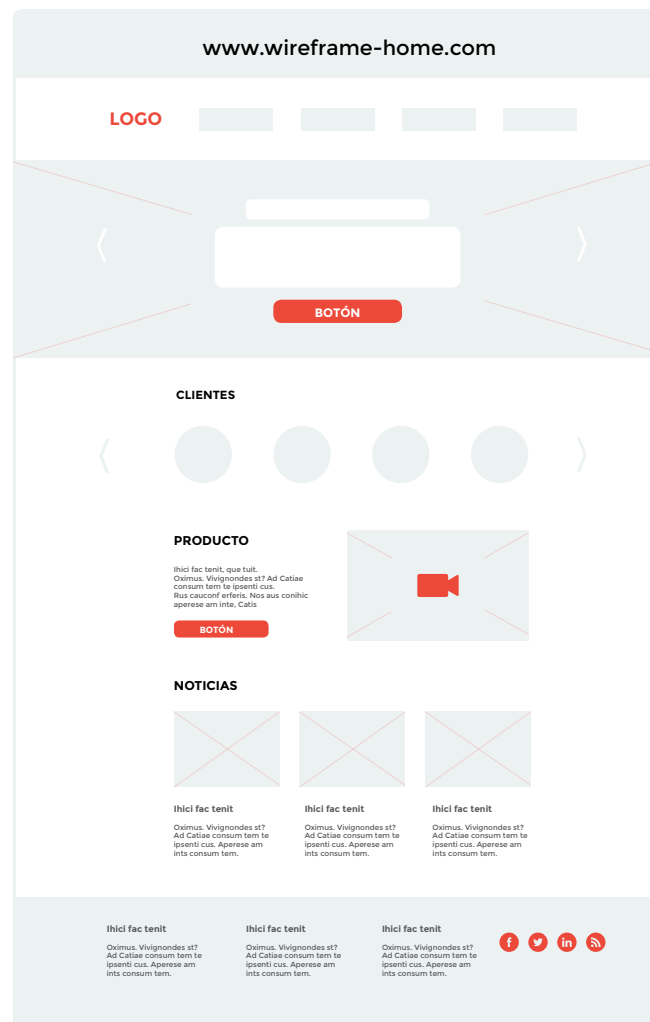 www.wireframe-home.com
LOGO
BOTÓN
CLIENTES
PRODUCTO
Ihici fac tenit, que tuit.
Oximus. Vivignondes st? Ad Catiae
consum tem te ipsenti cus.
Rus cauconf erferis. Nos aus conihic
aperese am inte, Catis
BOTÓN
NOTICIAS
Ihici fac tenit
Oximus. Vivignondes st?
Ad Catiae consum tem te
ipsenti cus. Aperese am
ints consum tem.
Ihici fac tenit
Oximus. Vivignondes st?
Ad Catiae consum tem te
ipsenti cus. Aperese am
ints consum tem.
Ihici fac tenit
Oximus. Vivignondes st?
Ad Catiae consum tem te
ipsenti cus. Aperese am
ints consum tem.
Ihici fac tenit
Oximus. Vivignondes st?
Ad Catiae consum tem te
ipsenti cus. Aperese am
ints consum tem.
Ihici fac tenit
Oximus. Vivignondes st?
Ad Catiae consum tem te
ipsenti cus. Aperese am
ints consum tem.
Ihici fac tenit
Oximus. Vivignondes st?
Ad Catiae consum tem te
ipsenti cus. Aperese am
ints consum tem.